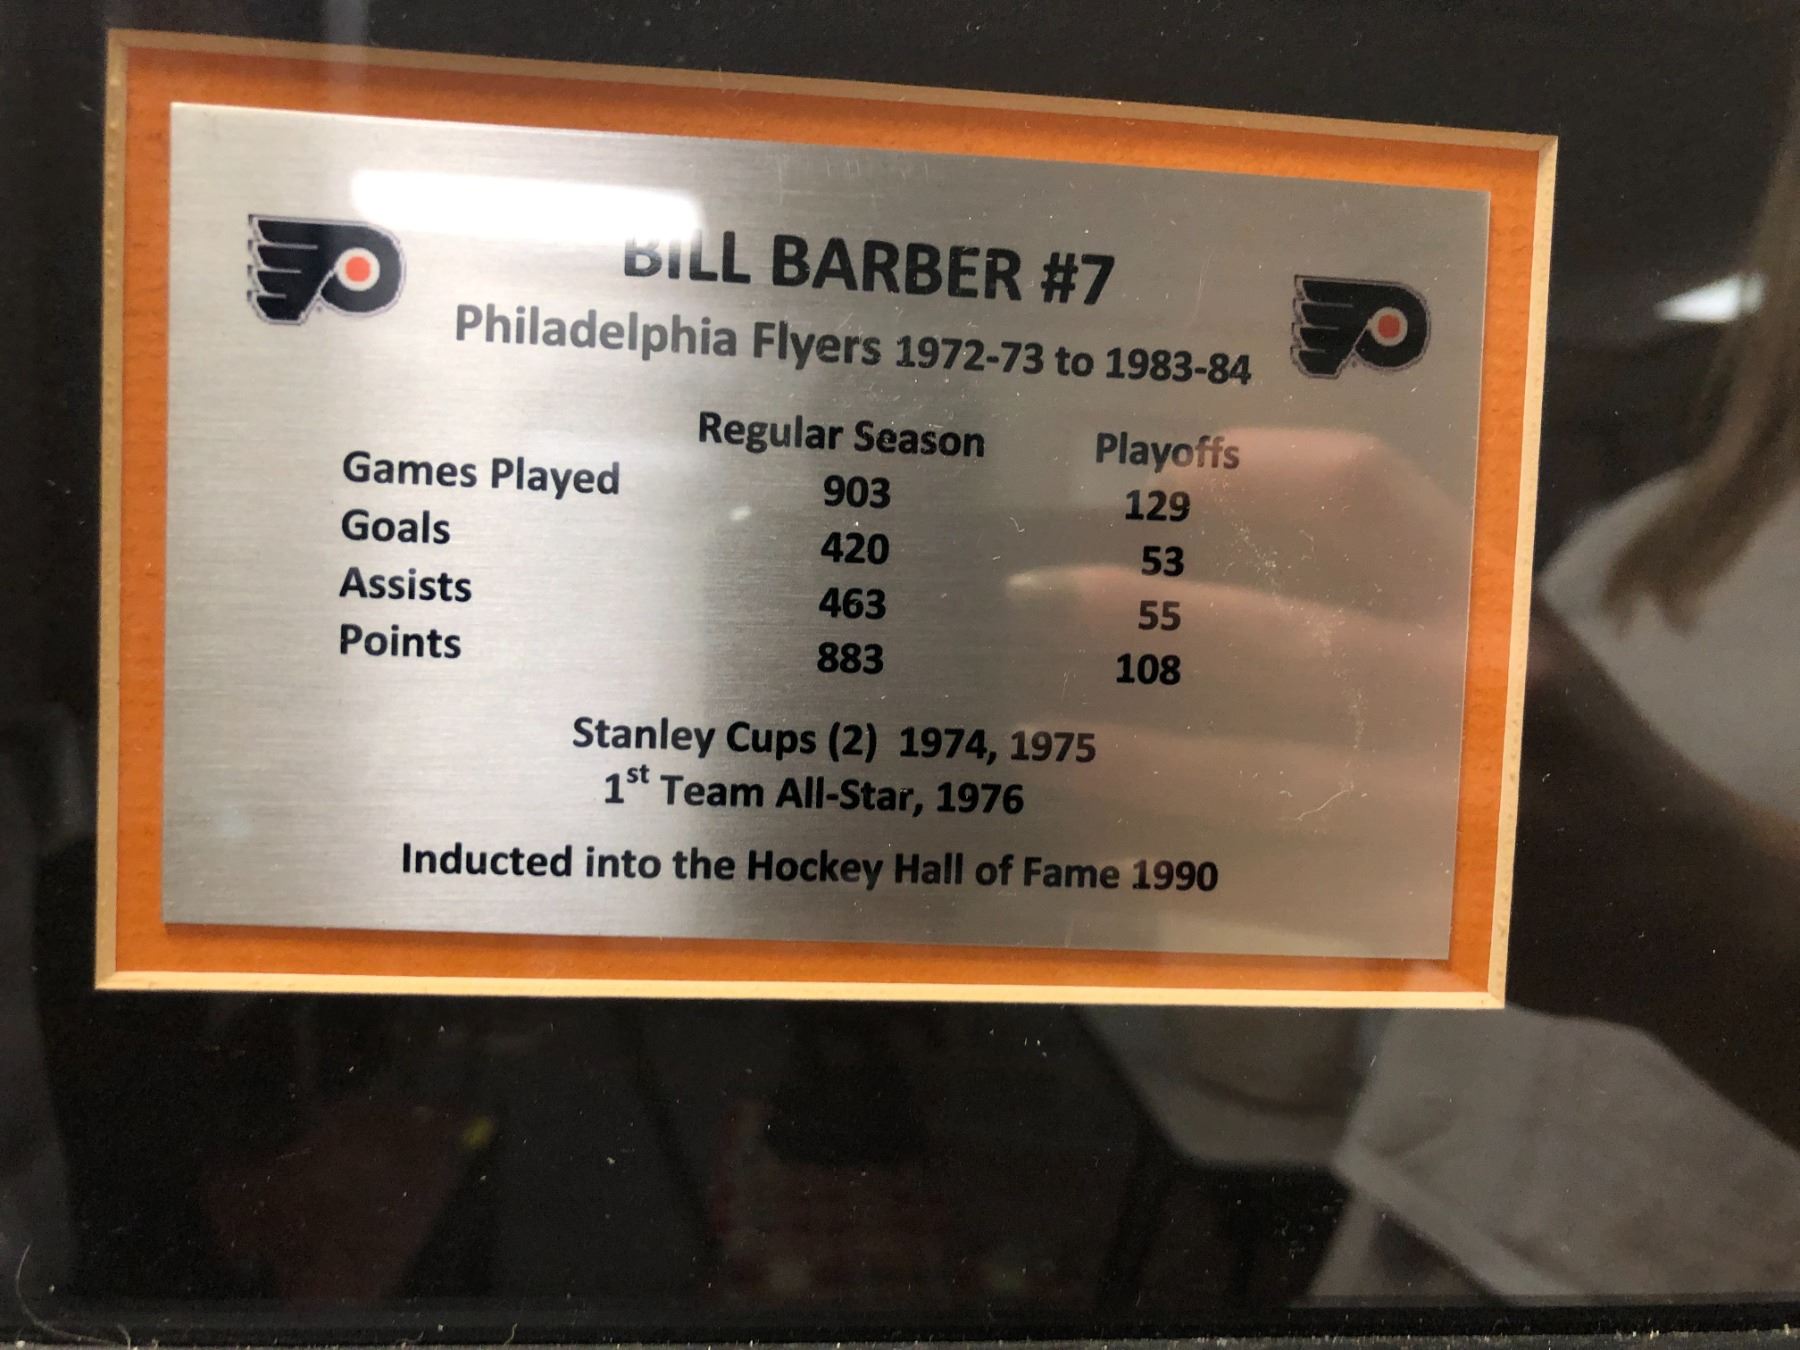 BILL BARBER #7
Philadelphia Flyers 1972-73 to 1983-84
Regular Season Playoffs
Games Played 903 129
Goals 420 53
Assists 463 55
Points 883 108
Stanley Cups (2) 1974, 1975
1st Team All-Star, 1976
Inducted into the Hockey Hall of Fame 1990